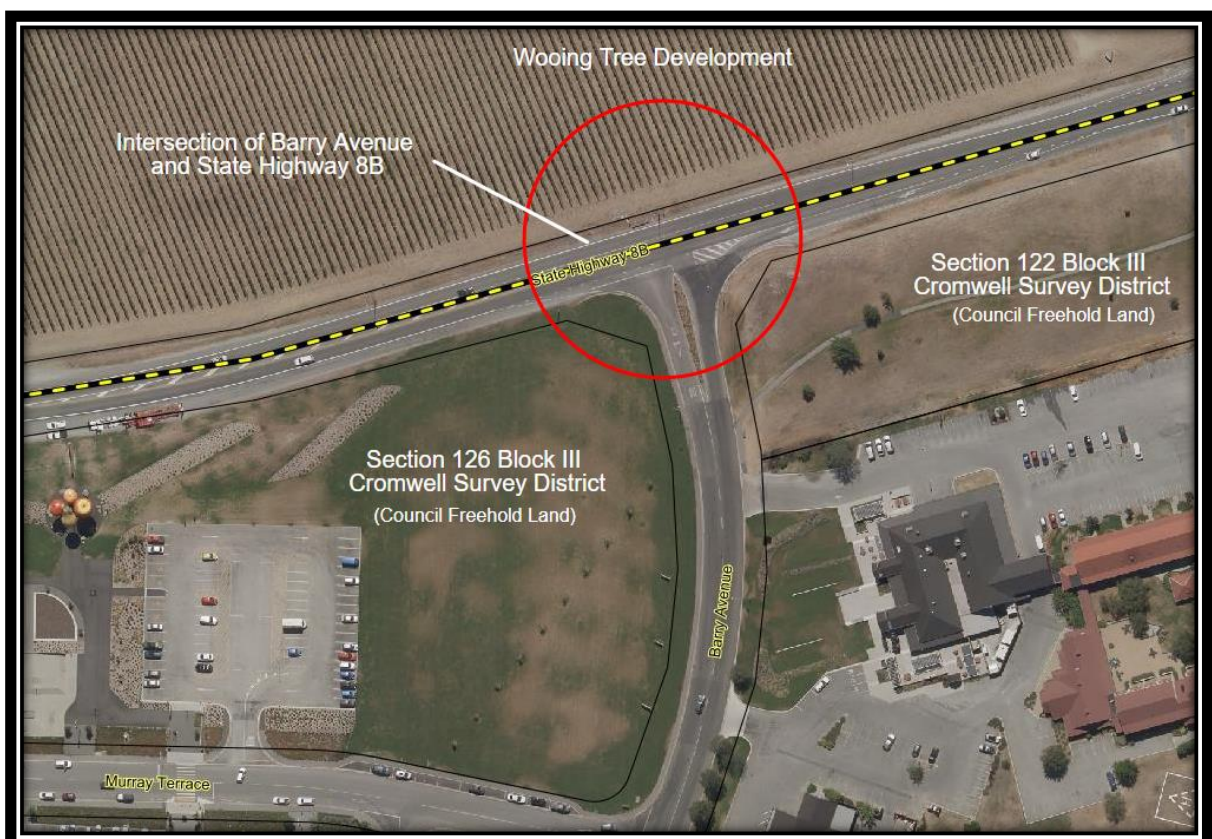 Wooing Tree Development
Intersection of Barry Avenue
and State Highway 8B
State Highway 8B
Section 122 Block III
Cromwell Survey District
(Council Freehold Land)
Section 126 Block III
Cromwell Survey District
(Council Freehold Land)
Barry Avenue
Murray Terrace